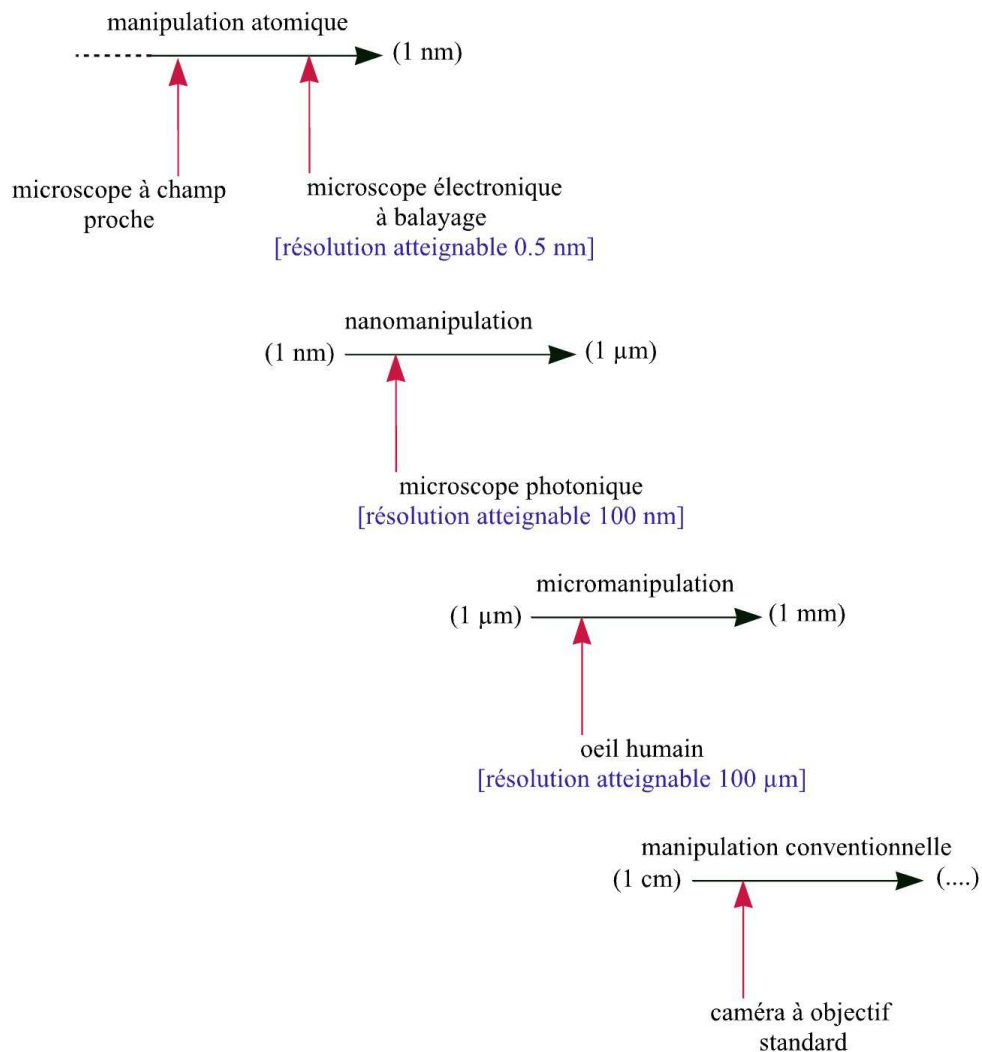 manipulation atomique
(1 nm)
microscope à champ
proche
microscope électronique
à balayage
[résolution atteignable 0.5 nm]
nanomanipulation
(1 nm) (1 µm)
microscope photonique
[résolution atteignable 100 nm]
micromanipulation
(1 µm) (1 mm)
oeil humain
[résolution atteignable 100 µm]
manipulation conventionnelle
(1 cm) (....)
caméra à objectif
standard